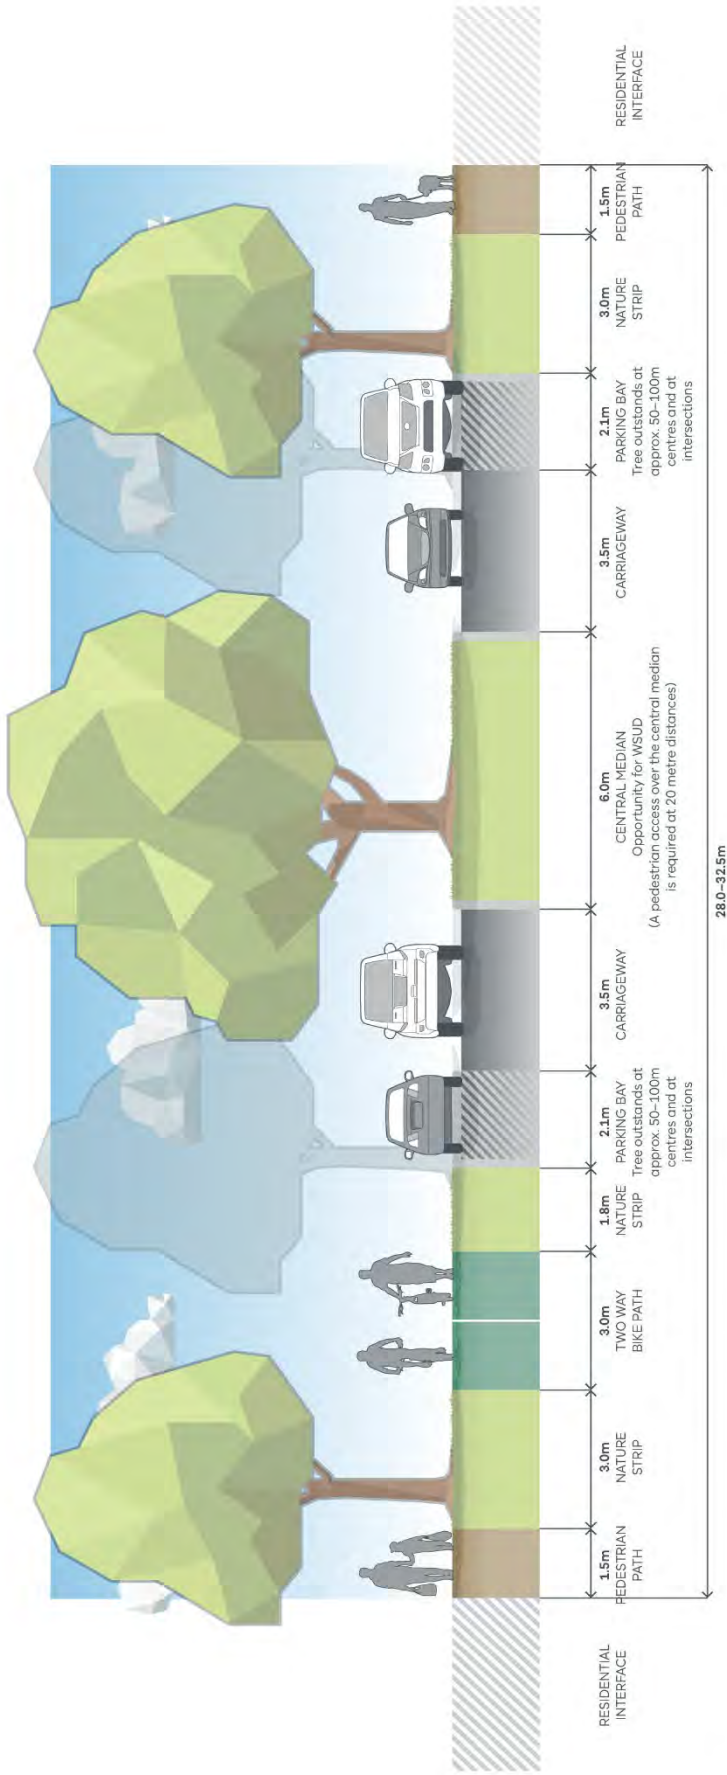 RESIDENTIAL
INTERFACE
1.5m
PEDESTRIAN
PATH
3.0m
NATURE
STRIP
3.0m
TWO WAY
BIKE PATH
1.8m
NATURE
STRIP
2.1m
PARKING BAY
Tree outstands at
approx. 50–100m
centres and at
intersections
3.5m
CARRIAGEWAY
6.0m
CENTRAL MEDIAN
Opportunity for WSUD
(A pedestrian access over the central median
is required at 20 metre distances)
3.5m
CARRIAGEWAY
2.1m
PARKING BAY
Tree outstands at
approx. 50–100m
centres and at
intersections
3.0m
NATURE
STRIP
1.5m
PEDESTRIAN
PATH
RESIDENTIAL
INTERFACE
28.0–32.5m